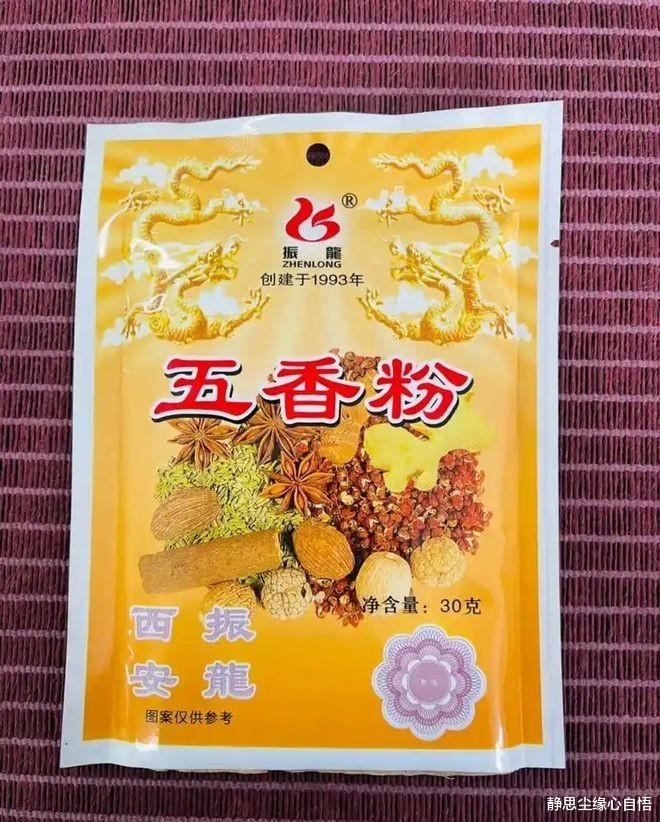 ®
振龍
ZHENLONG
创建于1993年
五香粉
净含量：30克
西 振
安 龍
图案仅供参考
静思尘缘心自悟